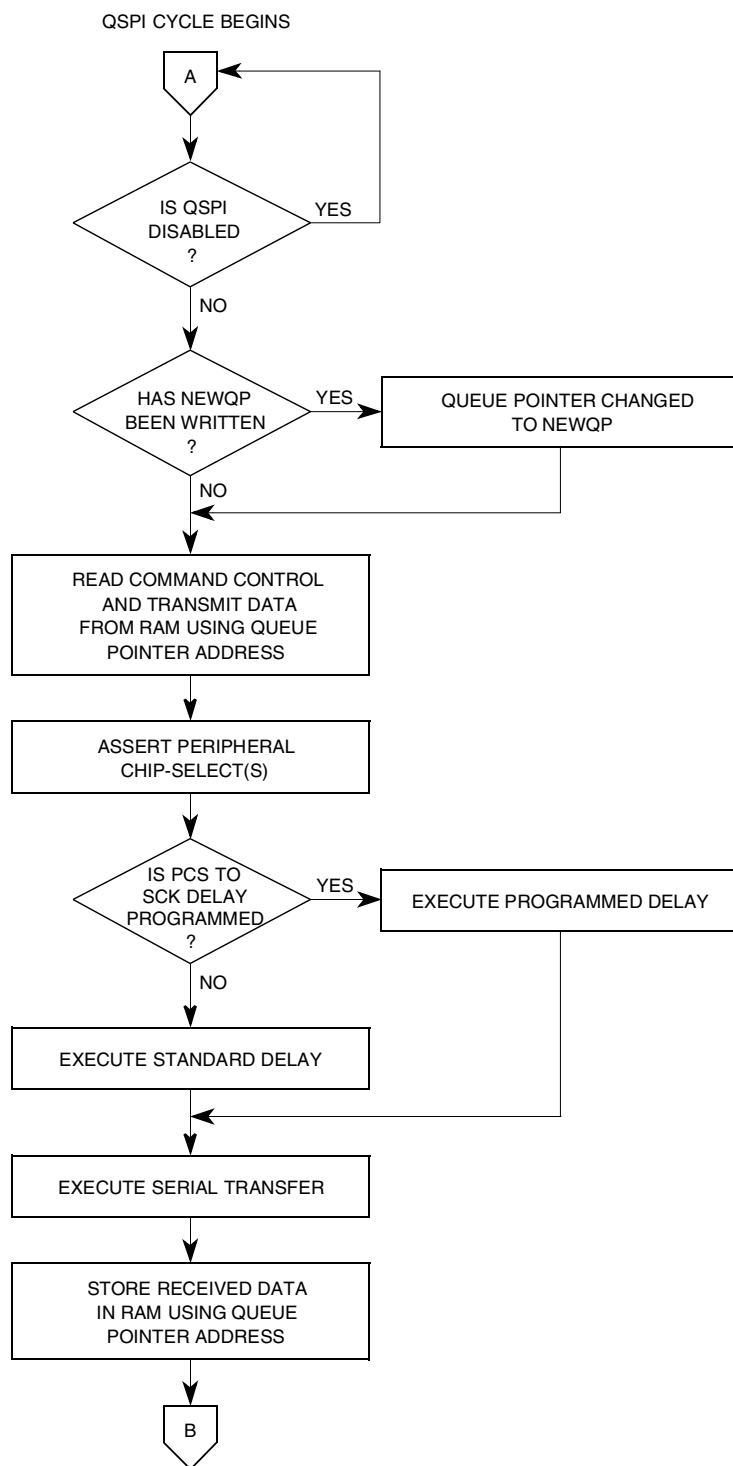 QSPI CYCLE BEGINS
A
IS QSPI
DISABLED
?
YES
NO
HAS NEWQP
BEEN WRITTEN
?
YES
QUEUE POINTER CHANGED
TO NEWQP
NO
READ COMMAND CONTROL
AND TRANSMIT DATA
FROM RAM USING QUEUE
POINTER ADDRESS
ASSERT PERIPHERAL
CHIP-SELECT(S)
IS PCS TO
SCK DELAY
PROGRAMMED
?
YES
EXECUTE PROGRAMMED DELAY
NO
EXECUTE STANDARD DELAY
EXECUTE SERIAL TRANSFER
STORE RECEIVED DATA
IN RAM USING QUEUE
POINTER ADDRESS
B